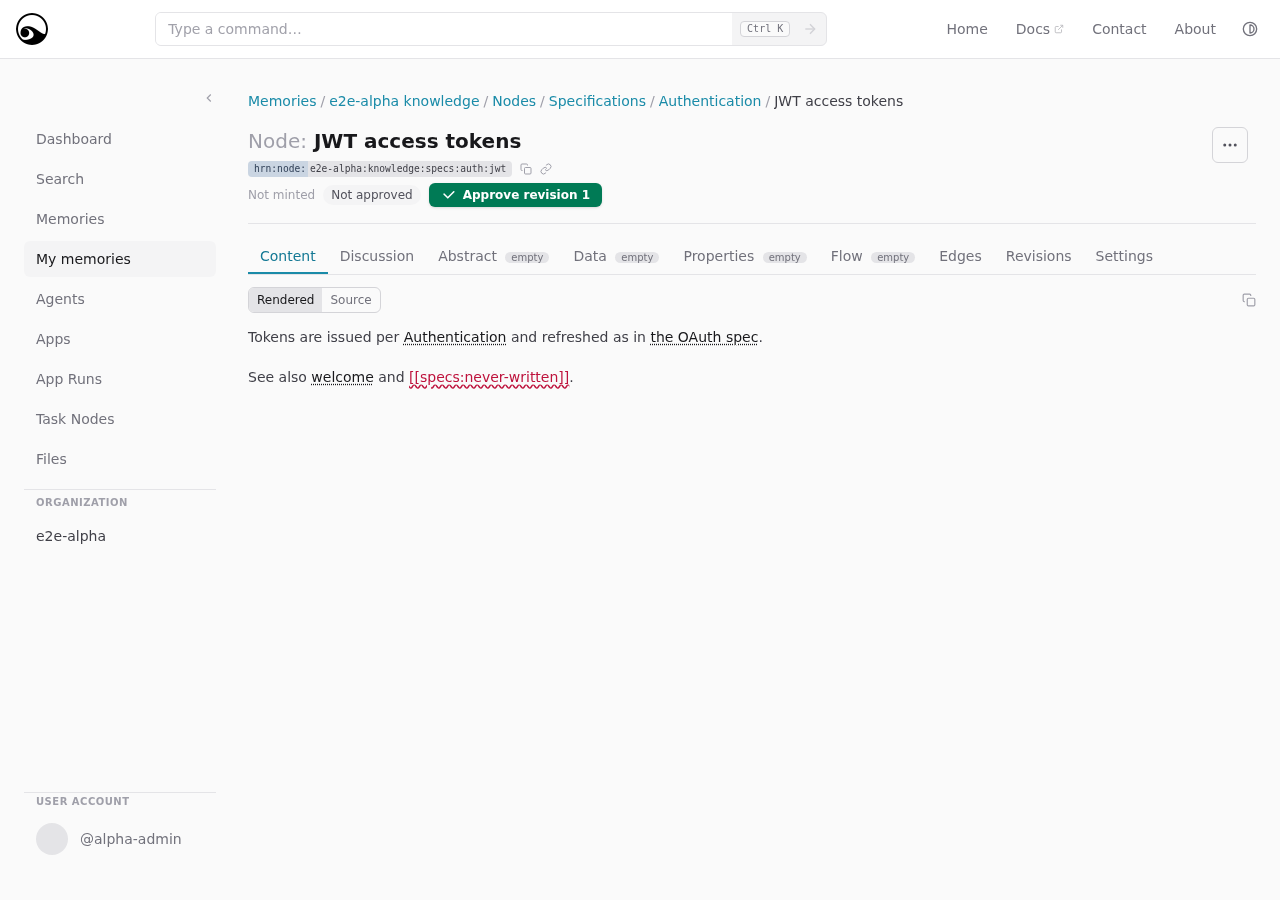 Type a command...
Ctrl K
Home
Docs
Contact
About
Memories / e2e-alpha knowledge / Nodes / Specifications / Authentication / JWT access tokens
Dashboard
Search
Memories
My memories
Agents
Apps
App Runs
Task Nodes
Files
ORGANIZATION
e2e-alpha
USER ACCOUNT
@alpha-admin
Node: JWT access tokens
hrn:node: e2e-alpha:knowledge:specs:auth:jwt
Not minted Not approved Approve revision 1
Content Discussion Abstract empty Data empty Properties empty Flow empty Edges Revisions Settings
Rendered Source
Tokens are issued per Authentication and refreshed as in the OAuth spec.
See also welcome and [[specs:never-written]].